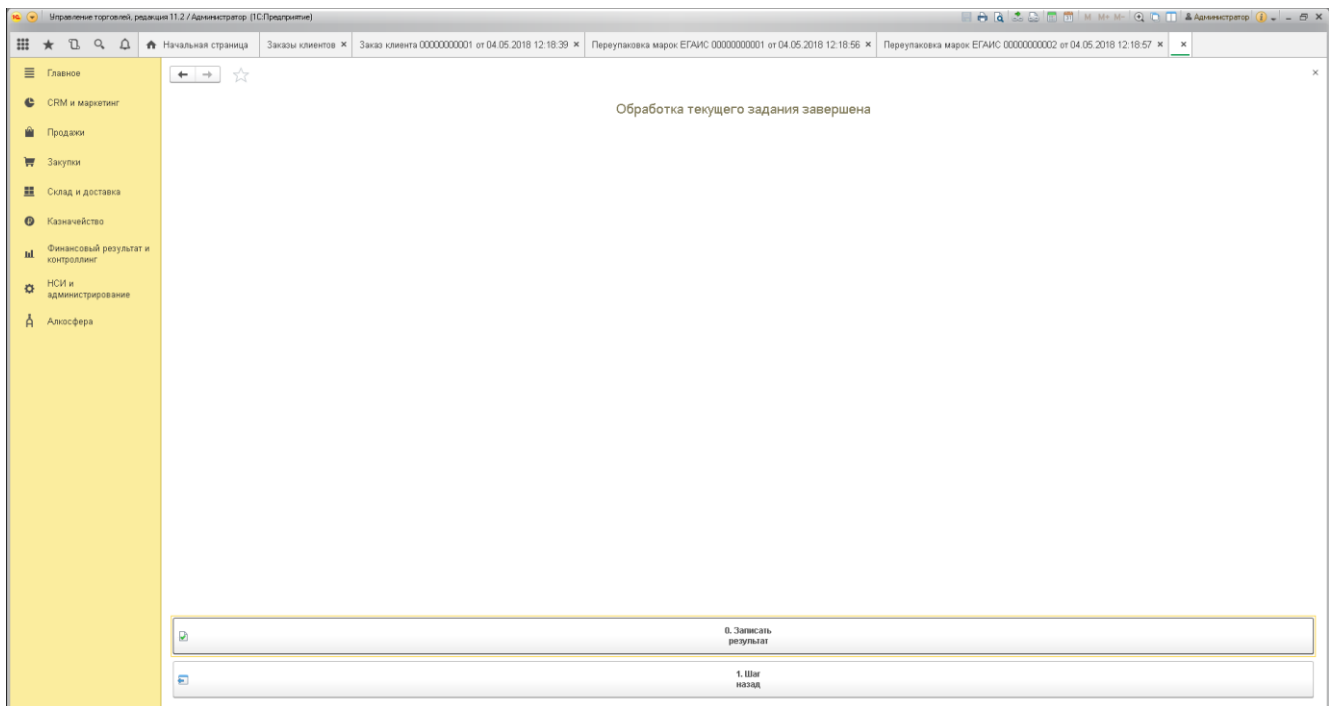 Управление торговлей, редакция 11.2 / Администратор (1С:Предприятие)
M M+ M-
Администратор
Начальная страница
Заказы клиентов ×
Заказ клиента 00000000001 от 04.05.2018 12:18:39 ×
Переупаковка марок ЕГАИС 00000000001 от 04.05.2018 12:18:56 ×
Переупаковка марок ЕГАИС 00000000002 от 04.05.2018 12:18:57 ×
Главное
CRM и маркетинг
Продажи
Закупки
Склад и доставка
Казначейство
Финансовый результат и
контроллинг
НСИ и
администрирование
Алкосфера
Обработка текущего задания завершена
0. Записать
результат
1. Шаг
назад